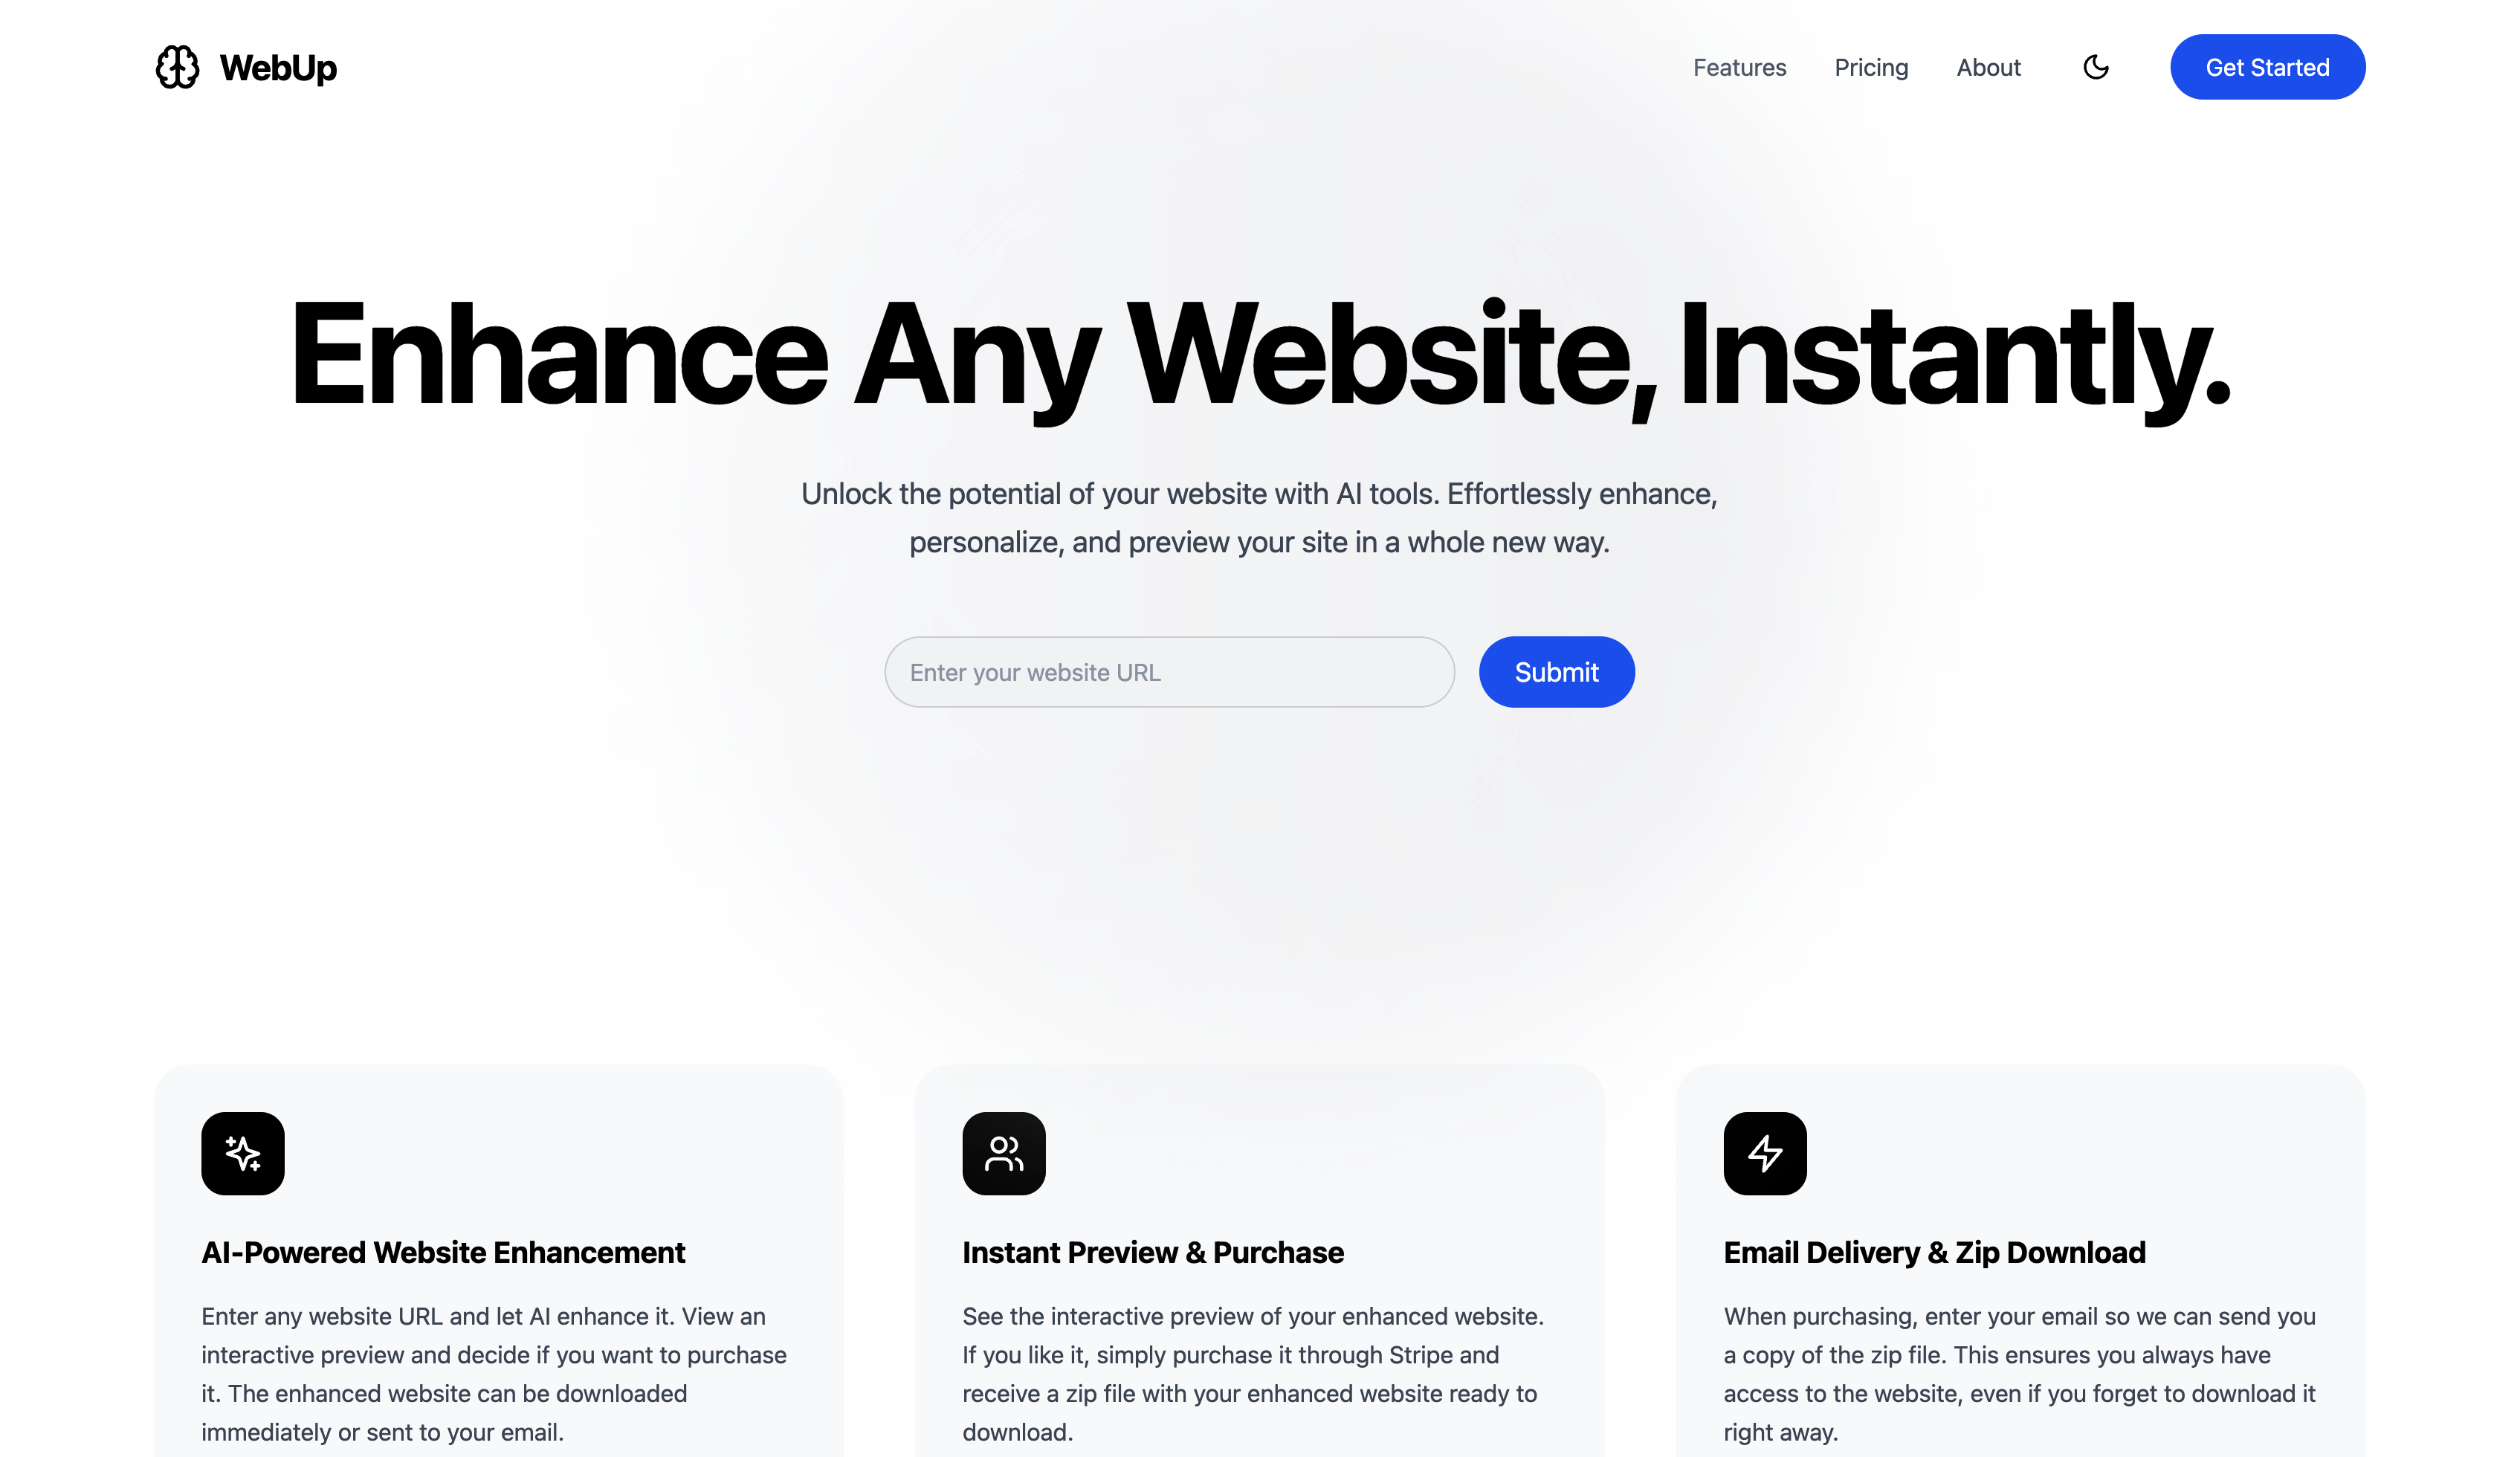 WebUp
Features
Pricing
About
Get Started
Enhance Any Website, Instantly.
Unlock the potential of your website with AI tools. Effortlessly enhance,
personalize, and preview your site in a whole new way.
Enter your website URL
Submit
AI-Powered Website Enhancement
Enter any website URL and let AI enhance it. View an
interactive preview and decide if you want to purchase
it. The enhanced website can be downloaded
immediately or sent to your email.
Instant Preview & Purchase
See the interactive preview of your enhanced website.
If you like it, simply purchase it through Stripe and
receive a zip file with your enhanced website ready to
download.
Email Delivery & Zip Download
When purchasing, enter your email so we can send you
a copy of the zip file. This ensures you always have
access to the website, even if you forget to download it
right away.